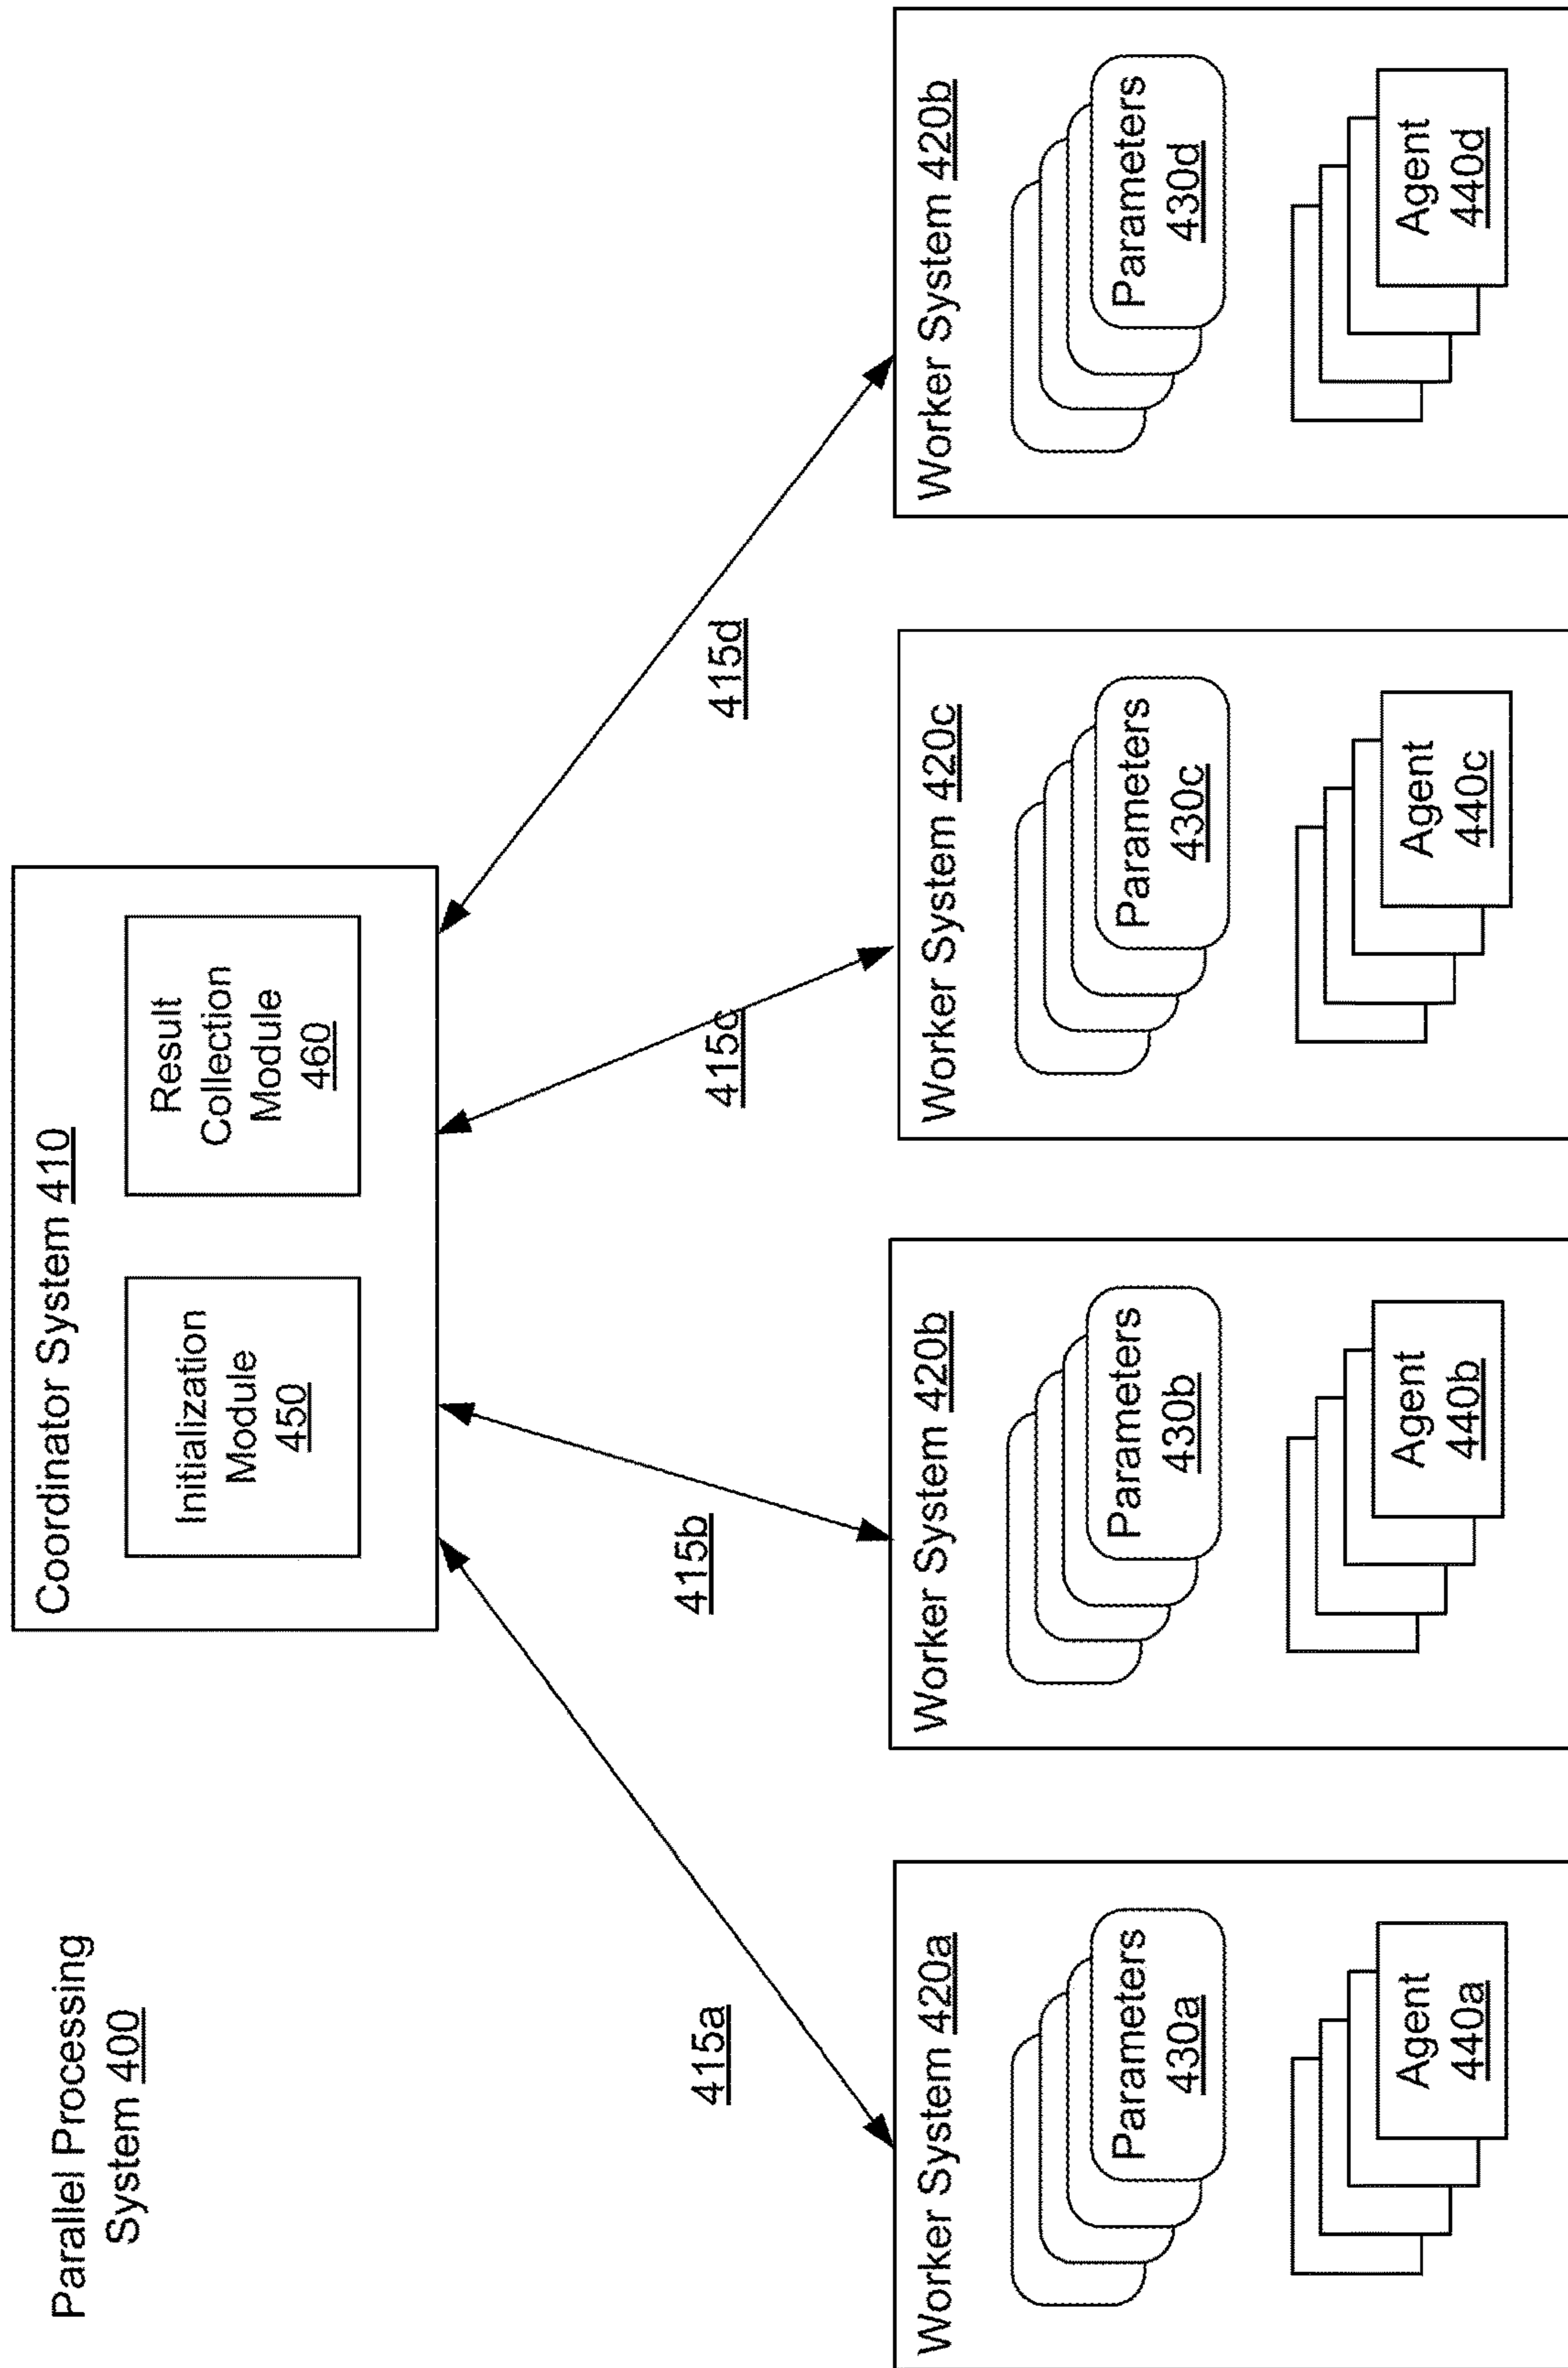 Parallel Processing
System 400
Coordinator System 410
Initialization
Module
450
Result
Collection
Module
460
415a
415b
415c
415d
Worker System 420a
Parameters
430a
Agent
440a
Worker System 420b
Parameters
430b
Agent
440b
Worker System 420c
Parameters
430c
Agent
440c
Worker System 420b
Parameters
430d
Agent
440d